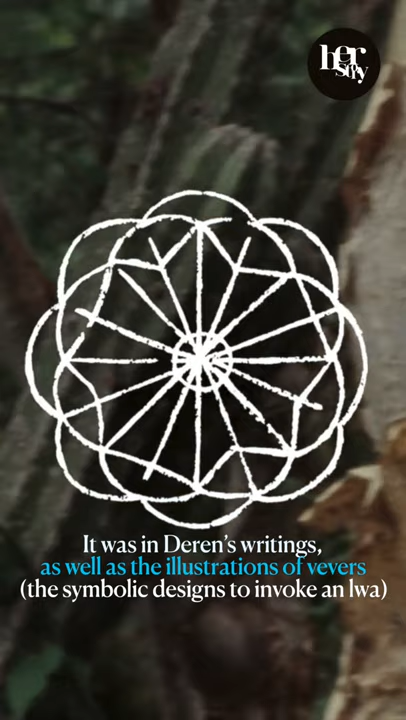 her
story
It was in Deren's writings,
as well as the illustrations of vevers
(the symbolic designs to invoke an lwa)